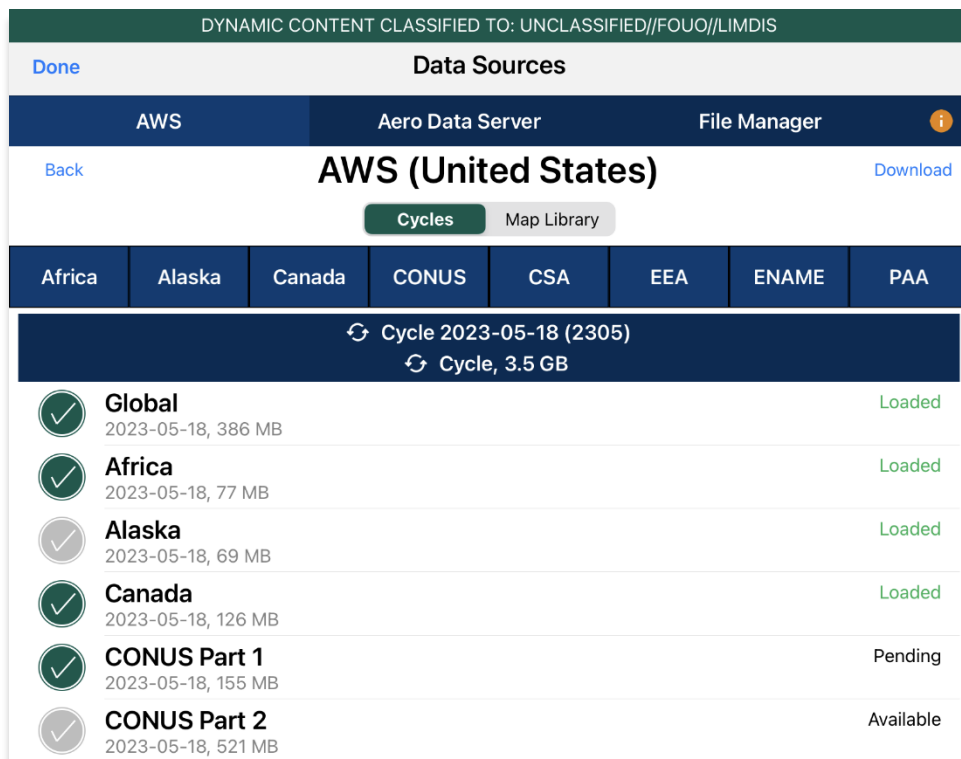 DYNAMIC CONTENT CLASSIFIED TO: UNCLASSIFIED//FOUO//LIMDIS
Done
Data Sources
AWS
Aero Data Server
File Manager
i
Back
AWS (United States)
Download
Cycles
Map Library
Africa
Alaska
Canada
CONUS
CSA
EEA
ENAME
PAA
Cycle 2023-05-18 (2305)
Cycle, 3.5 GB
Global
Loaded
2023-05-18, 386 MB
Africa
Loaded
2023-05-18, 77 MB
Alaska
Loaded
2023-05-18, 69 MB
Canada
Loaded
2023-05-18, 126 MB
CONUS Part 1
Pending
2023-05-18, 155 MB
CONUS Part 2
Available
2023-05-18, 521 MB